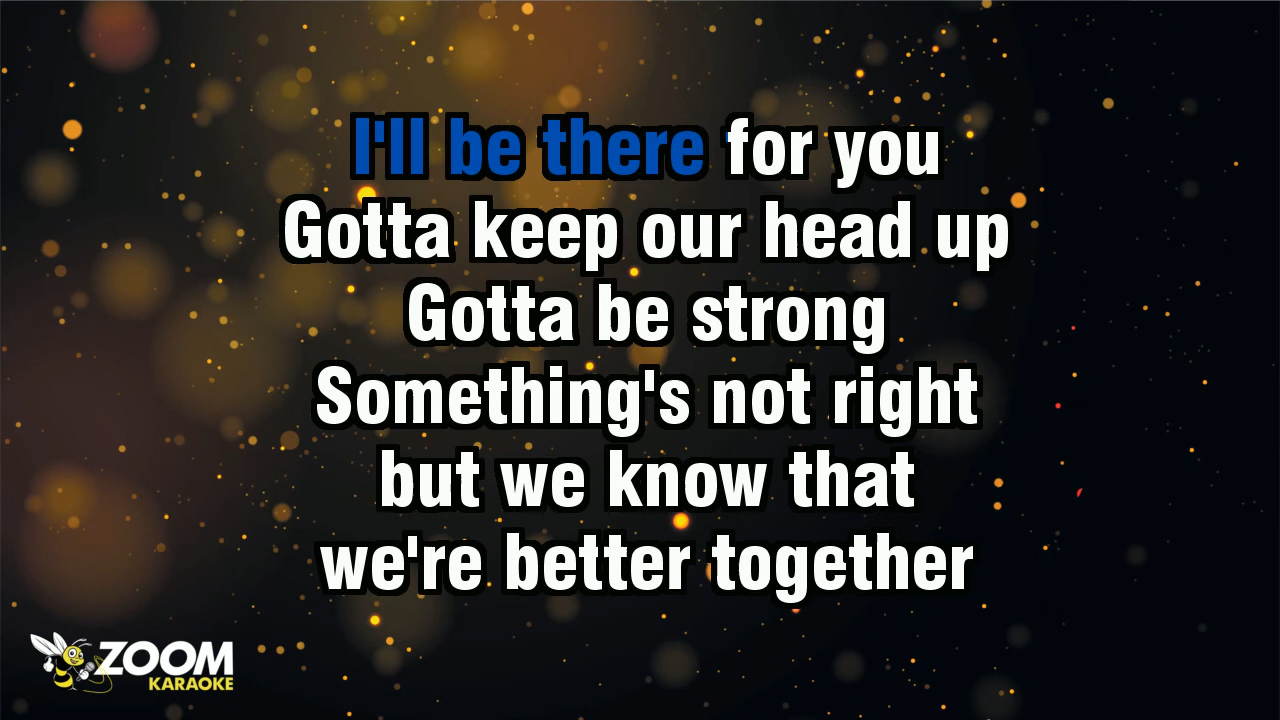 I'll be there for you
Gotta keep our head up
Gotta be strong
Something's not right
but we know that
we're better together
ZOOM
KARAOKE